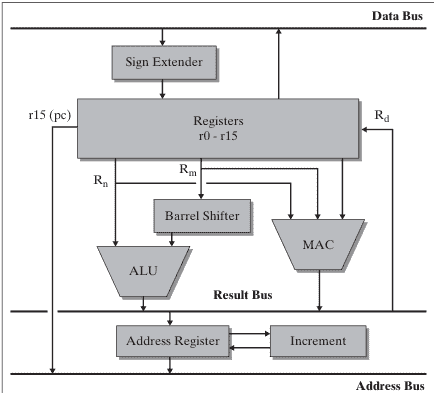 Data Bus
Sign Extender
r15 (pc)
Registers
r0 - r15
Rd
Rn
Rm
Barrel Shifter
ALU
MAC
Result Bus
Address Register
Increment
Address Bus